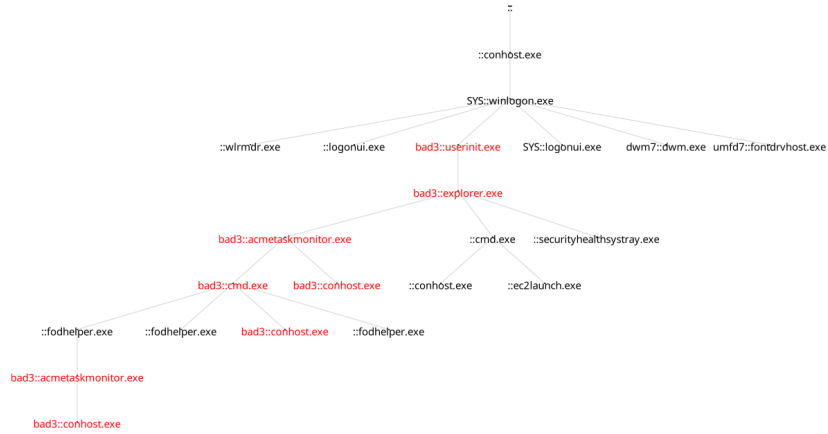 ::
::conhost.exe
SYS::winlogon.exe
::wlrmdr.exe ::logonui.exe bad3::userinit.exe SYS::logonui.exe dwm7::dwm.exe umfd7::fontdrvhost.exe
bad3::explorer.exe
bad3::acmetaskmonitor.exe ::cmd.exe ::securityhealthsystray.exe
bad3::cmd.exe bad3::conhost.exe ::conhost.exe ::ec2launch.exe
::fodhelper.exe ::fodhelper.exe bad3::conhost.exe ::fodhelper.exe
bad3::acmetaskmonitor.exe
bad3::conhost.exe